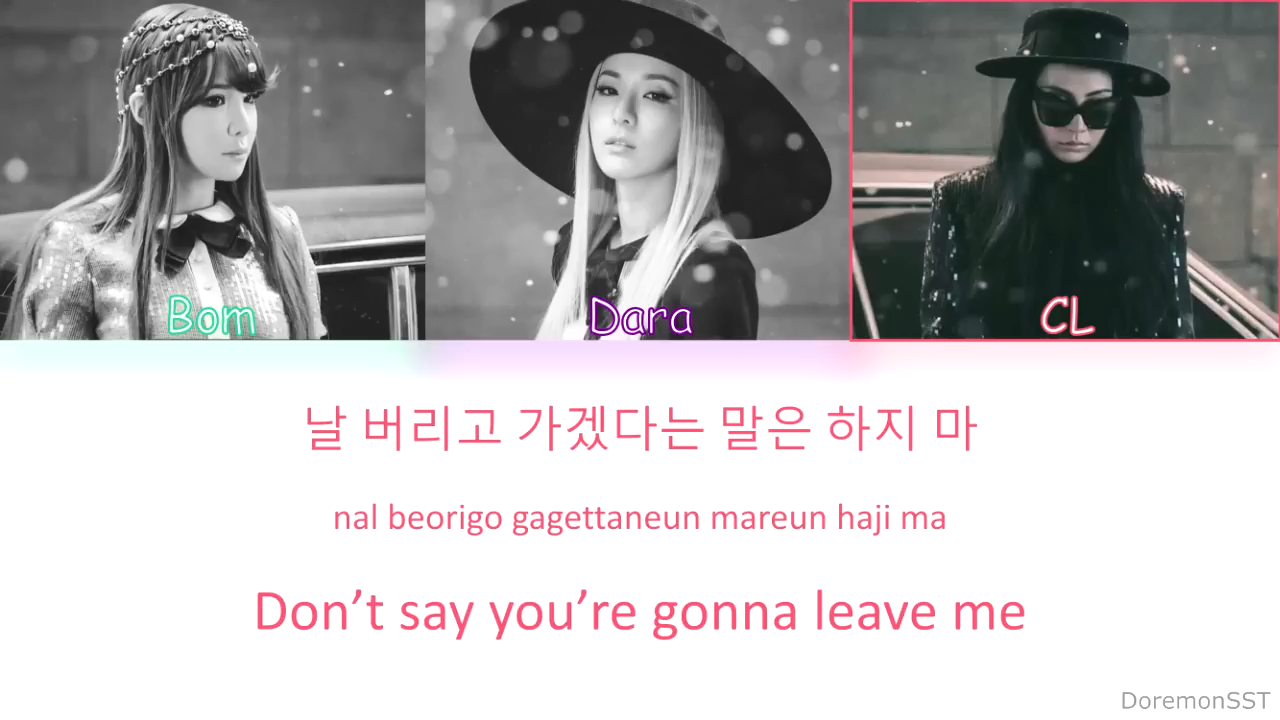 Bom
Dara
CL
날 버리고 가겠다는 말은 하지 마
nal beorigo gagettaneun mareun haji ma
Don’t say you’re gonna leave me
DoremonSST